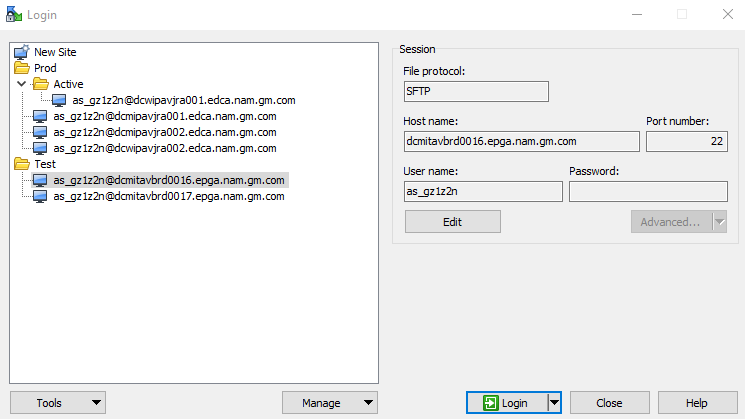 Login
New Site
Prod
Active
as_gz1z2n@dcwipavjra001.edca.nam.gm.com
as_gz1z2n@dcmipavjra001.edca.nam.gm.com
as_gz1z2n@dcmipavjra002.edca.nam.gm.com
as_gz1z2n@dcwipavjra002.edca.nam.gm.com
Test
as_gz1z2n@dcmitavbrd0016.epga.nam.gm.com
as_gz1z2n@dcmitavbrd0017.epga.nam.gm.com
Session
File protocol:
SFTP
Host name: Port number:
dcmitavbrd0016.epga.nam.gm.com 22
User name: Password:
as_gz1z2n
Edit Advanced...
Tools Manage Login Close Help